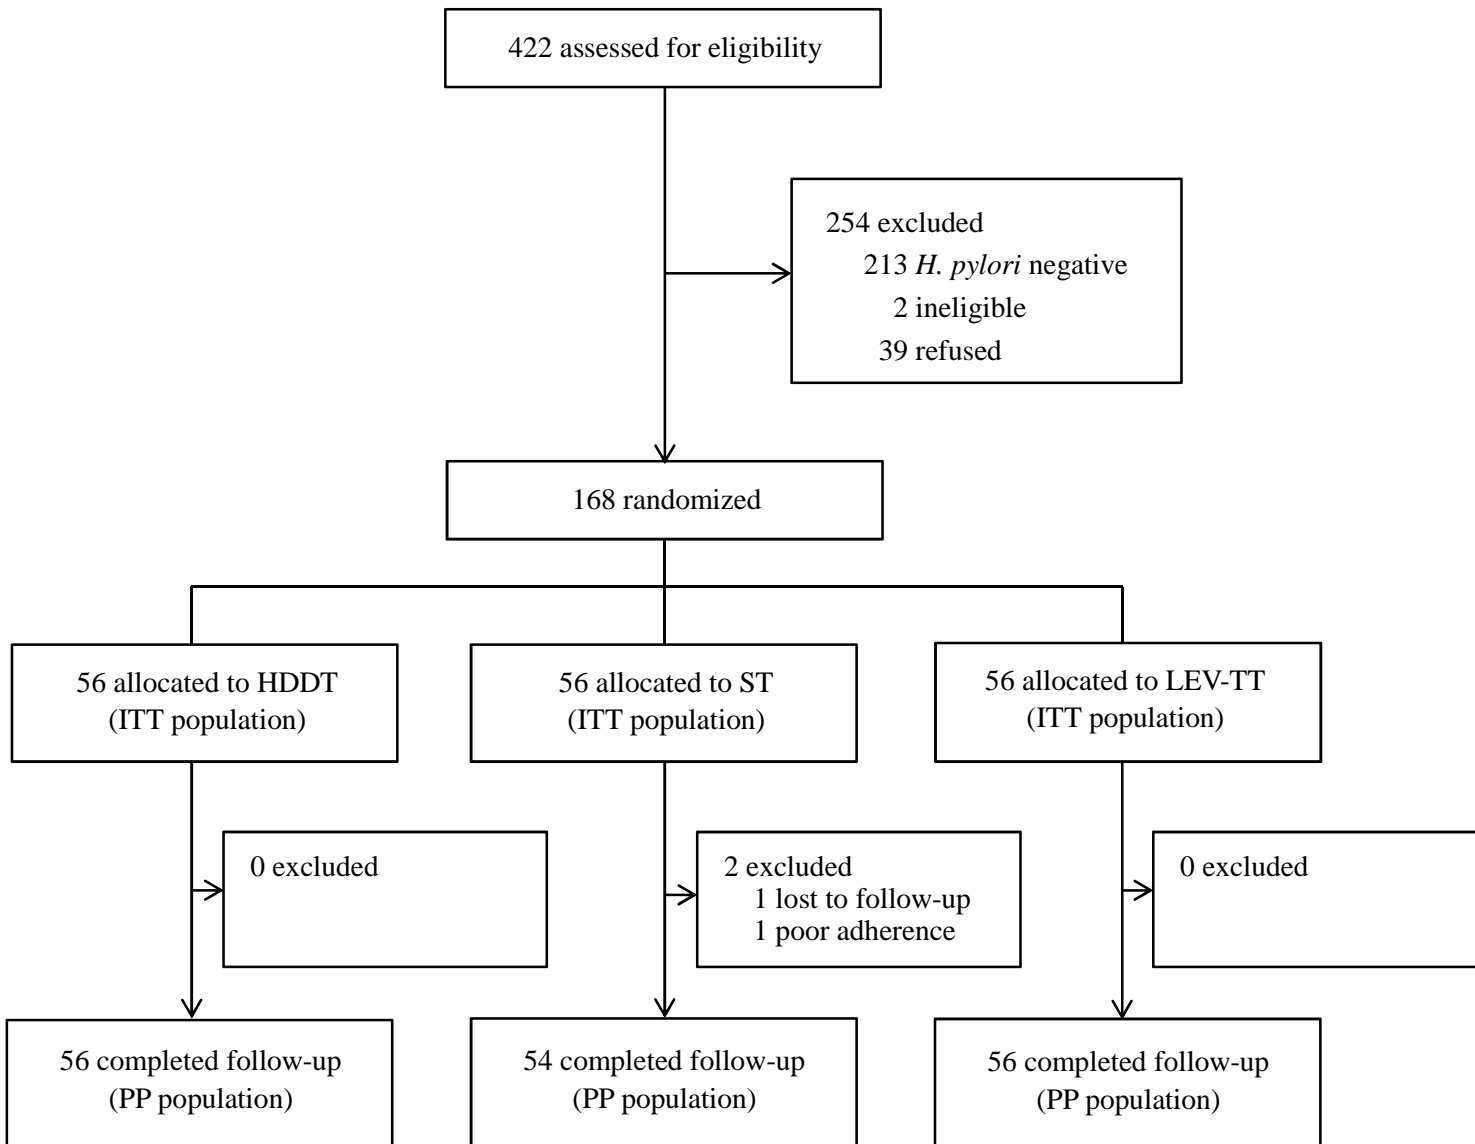 422 assessed for eligibility
254 excluded
213 H. pylori negative
2 ineligible
39 refused
168 randomized
56 allocated to HDDT
(ITT population)
56 allocated to ST
(ITT population)
56 allocated to LEV-TT
(ITT population)
0 excluded
2 excluded
1 lost to follow-up
1 poor adherence
0 excluded
56 completed follow-up
(PP population)
54 completed follow-up
(PP population)
56 completed follow-up
(PP population)